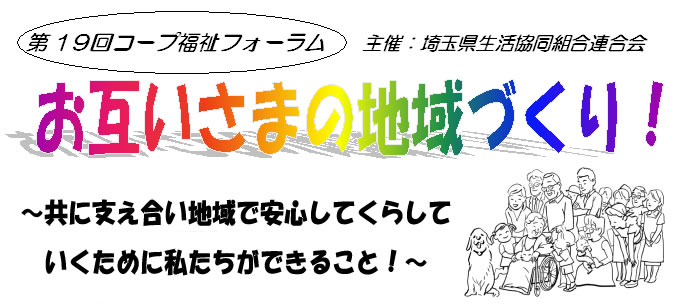 第19回コープ福祉フォーラム 主催：埼玉県生活協同組合連合会
お互いさまの地域づくり！
～共に支え合い地域で安心してくらして
いくために私たちができること！～